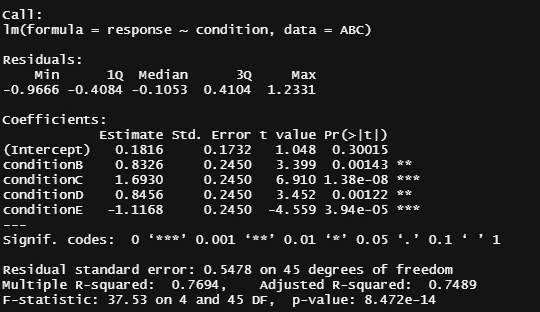 Call:
lm(formula = response ~ condition, data = ABC)

Residuals:
    Min      1Q  Median      3Q     Max
-0.9666 -0.4084 -0.1053  0.4104  1.2331

Coefficients:
            Estimate Std. Error t value Pr(>|t|)
(Intercept)   0.1816     0.1732   1.048  0.30015
conditionB    0.8326     0.2450   3.399  0.00143 **
conditionC    1.6930     0.2450   6.910 1.38e-08 ***
conditionD    0.8456     0.2450   3.452  0.00122 **
conditionE   -1.1168     0.2450  -4.559 3.94e-05 ***
---
Signif. codes:  0 ‘***’ 0.001 ‘**’ 0.01 ‘*’ 0.05 ‘.’ 0.1 ‘ ’ 1

Residual standard error: 0.5478 on 45 degrees of freedom
Multiple R-squared:  0.7694,    Adjusted R-squared:  0.7489
F-statistic: 37.53 on 4 and 45 DF,  p-value: 8.472e-14